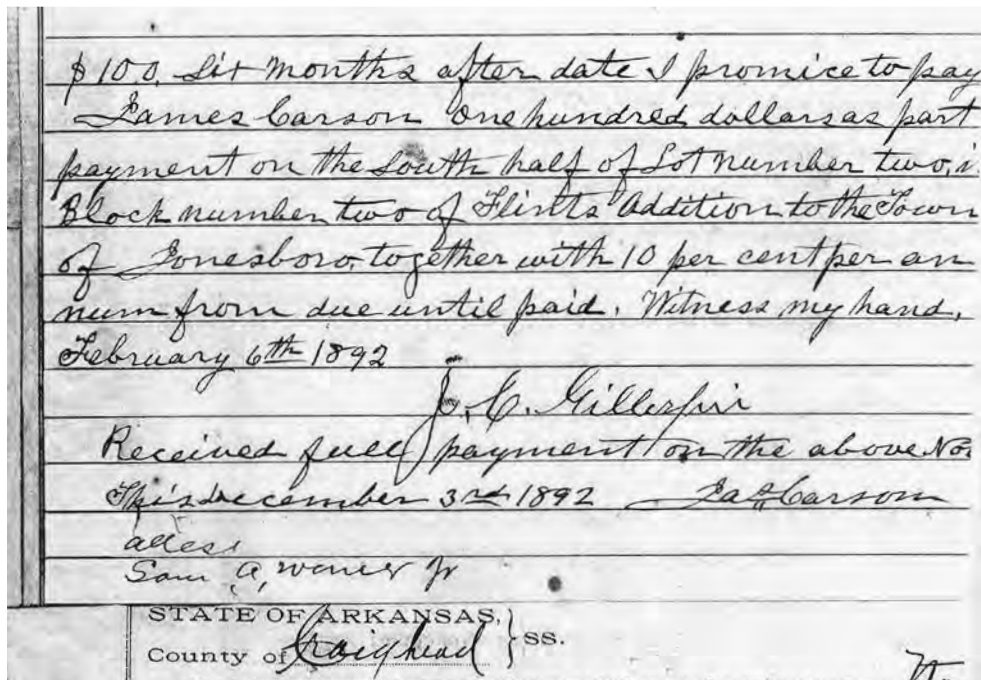 $100. Six months after date I promice to pay
James Carson one hundred dollars as part
payment on the South half of Lot number two, i
Block number two of Flints Addition to the Town
of Jonesboro, together with 10 per cent per an
num from due until paid. Witness my hand,
February 6th 1892
J. C. Gillespie
Received full payment on the above No
This December 3rd 1892 Jas Carson
attest
Sam A,
STATE OF ARKANSAS, } ss.
County of Craighead